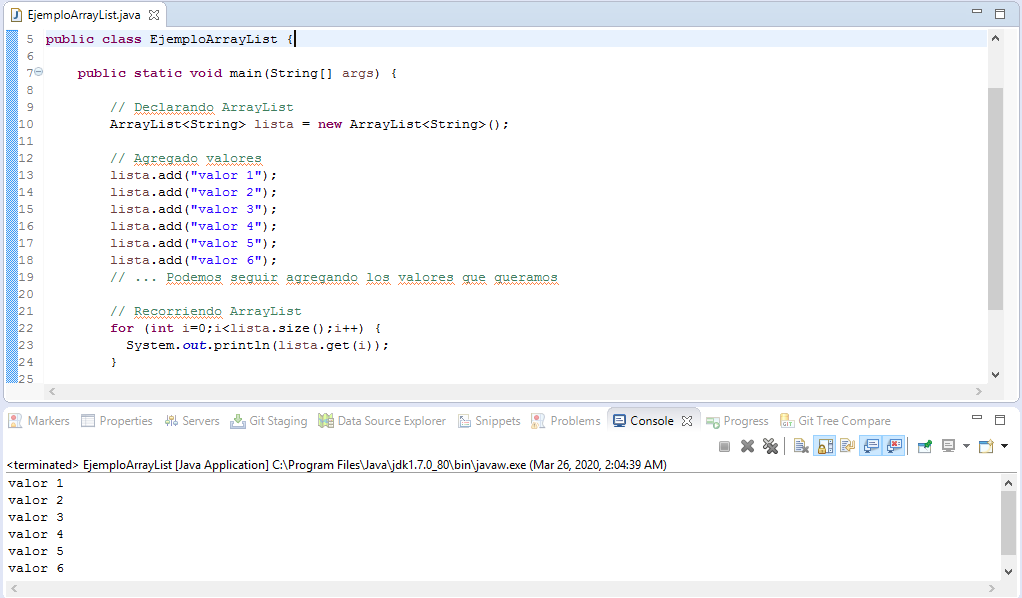 EjemploArrayList.java
5 public class EjemploArrayList {
6
7 public static void main(String[] args) {
8
9 // Declarando ArrayList
10 ArrayList<String> lista = new ArrayList<String>();
11
12 // Agregado valores
13 lista.add("valor 1");
14 lista.add("valor 2");
15 lista.add("valor 3");
16 lista.add("valor 4");
17 lista.add("valor 5");
18 lista.add("valor 6");
19 // ... Podemos seguir agregando los valores que queramos
20
21 // Recorriendo ArrayList
22 for (int i=0;i<lista.size();i++) {
23 System.out.println(lista.get(i));
24 }
25
Markers Properties Servers Git Staging Data Source Explorer Snippets Problems Console Progress Git Tree Compare
<terminated> EjemploArrayList [Java Application] C:\Program Files\Java\jdk1.7.0_80\bin\javaw.exe (Mar 26, 2020, 2:04:39 AM)
valor 1
valor 2
valor 3
valor 4
valor 5
valor 6